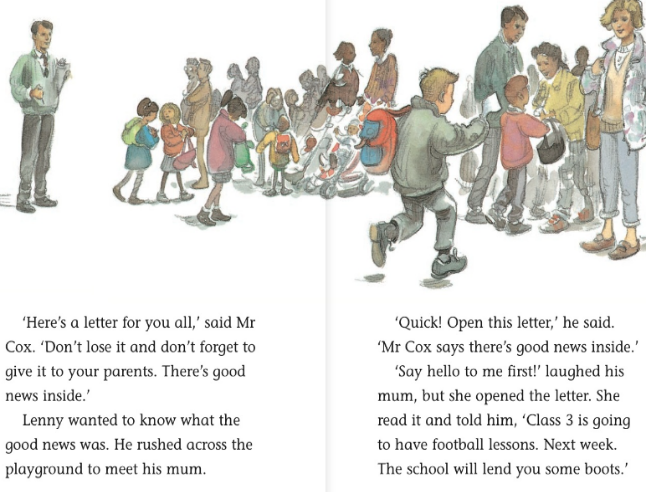 ‘Here’s a letter for you all,’ said Mr
Cox. ‘Don’t lose it and don’t forget to
give it to your parents. There’s good
news inside.’
Lenny wanted to know what the
good news was. He rushed across the
playground to meet his mum.
‘Quick! Open this letter,’ he said.
‘Mr Cox says there’s good news inside.’
‘Say hello to me first!’ laughed his
mum, but she opened the letter. She
read it and told him, ‘Class 3 is going
to have football lessons. Next week.
The school will lend you some boots.’